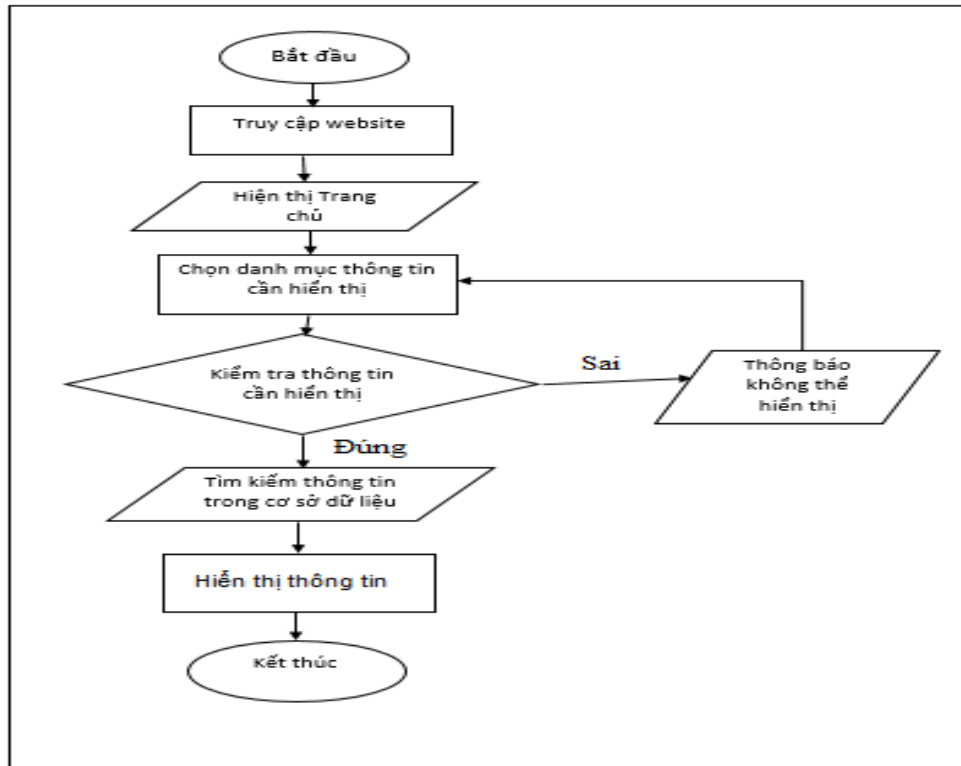 Bắt đầu
Truy cập website
Hiện thị Trang
chủ
Chọn danh mục thông tin
cần hiển thị
Kiểm tra thông tin
cần hiển thị
Sai
Thông báo
không thể
hiển thị
Đúng
Tìm kiếm thông tin
trong cơ sở dữ liệu
Hiển thị thông tin
Kết thúc